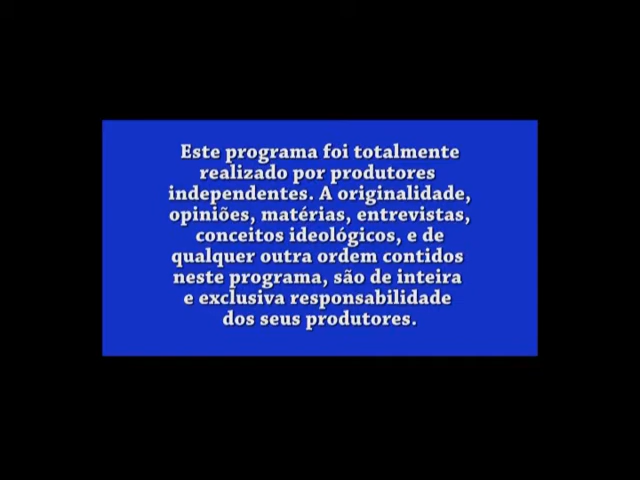 Este programa foi totalmente
realizado por produtores
independentes. A originalidade,
opiniões, matérias, entrevistas,
conceitos ideológicos, e de
qualquer outra ordem contidos
neste programa, são de inteira
e exclusiva responsabilidade
dos seus produtores.